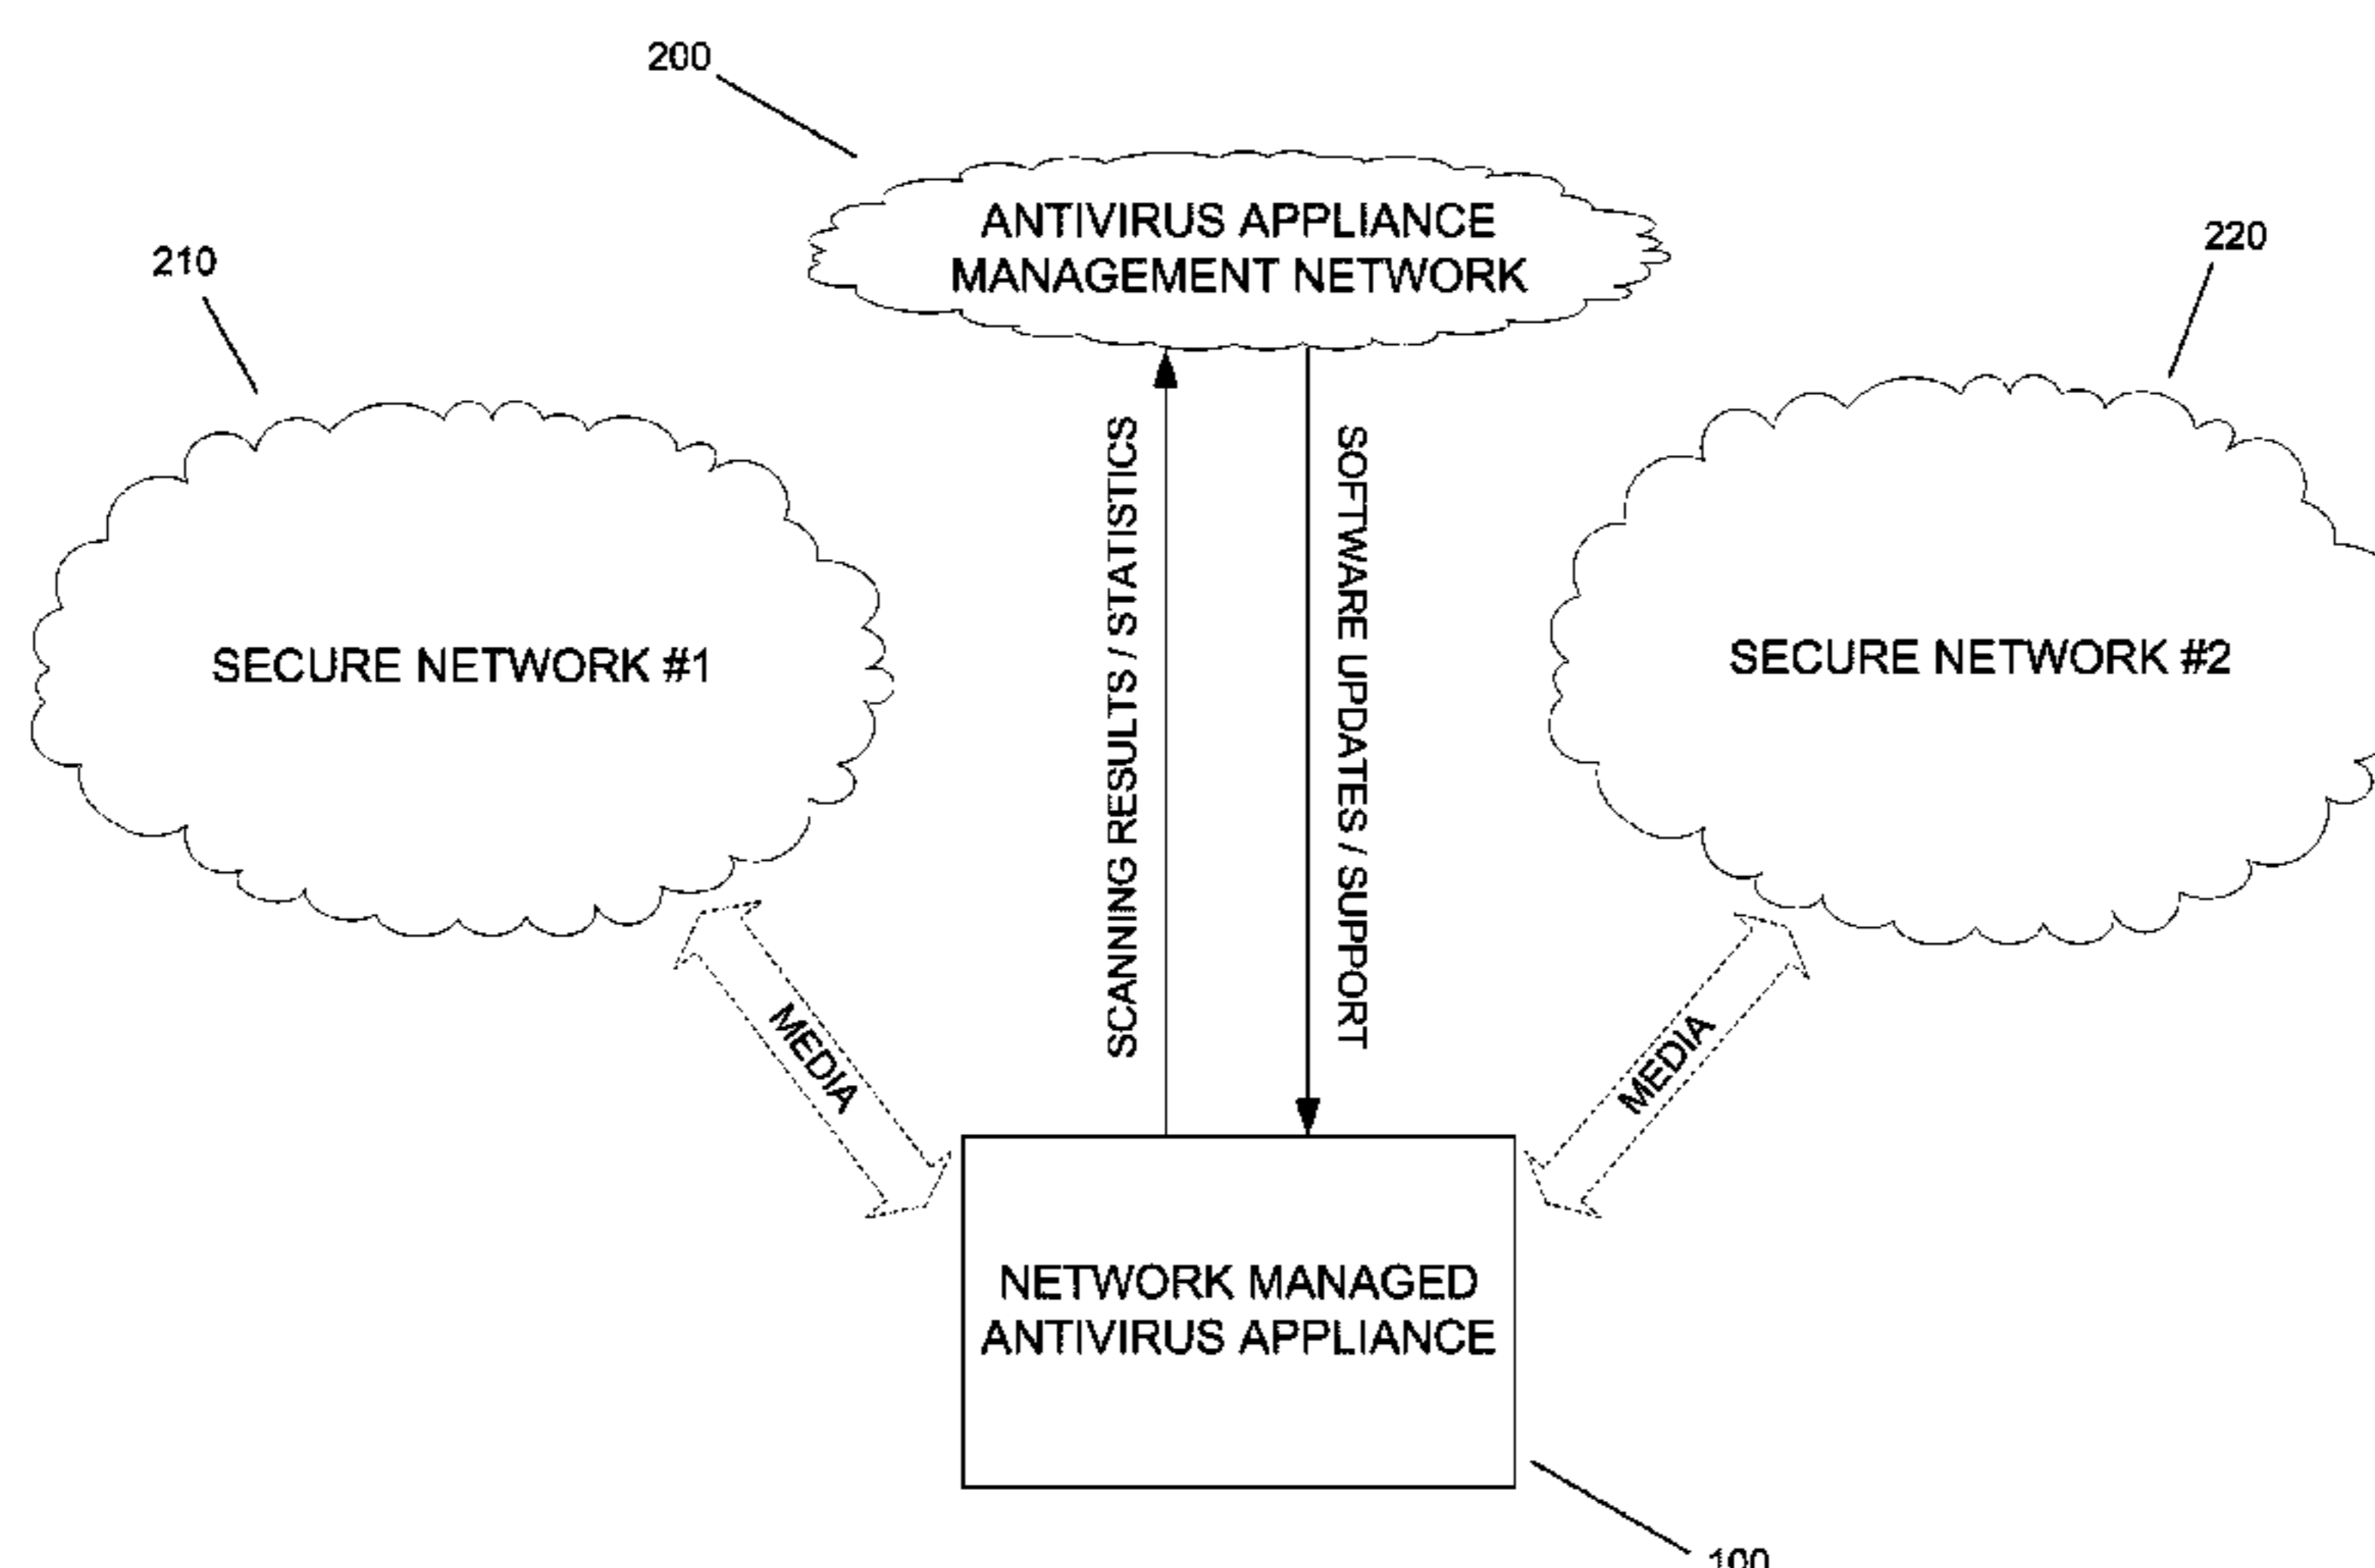 200
ANTIVIRUS APPLIANCE
MANAGEMENT NETWORK
210
220
SECURE NETWORK #1
SCANNING RESULTS / STATISTICS
SOFTWARE UPDATES / SUPPORT
SECURE NETWORK #2
MEDIA
MEDIA
NETWORK MANAGED
ANTIVIRUS APPLIANCE
100